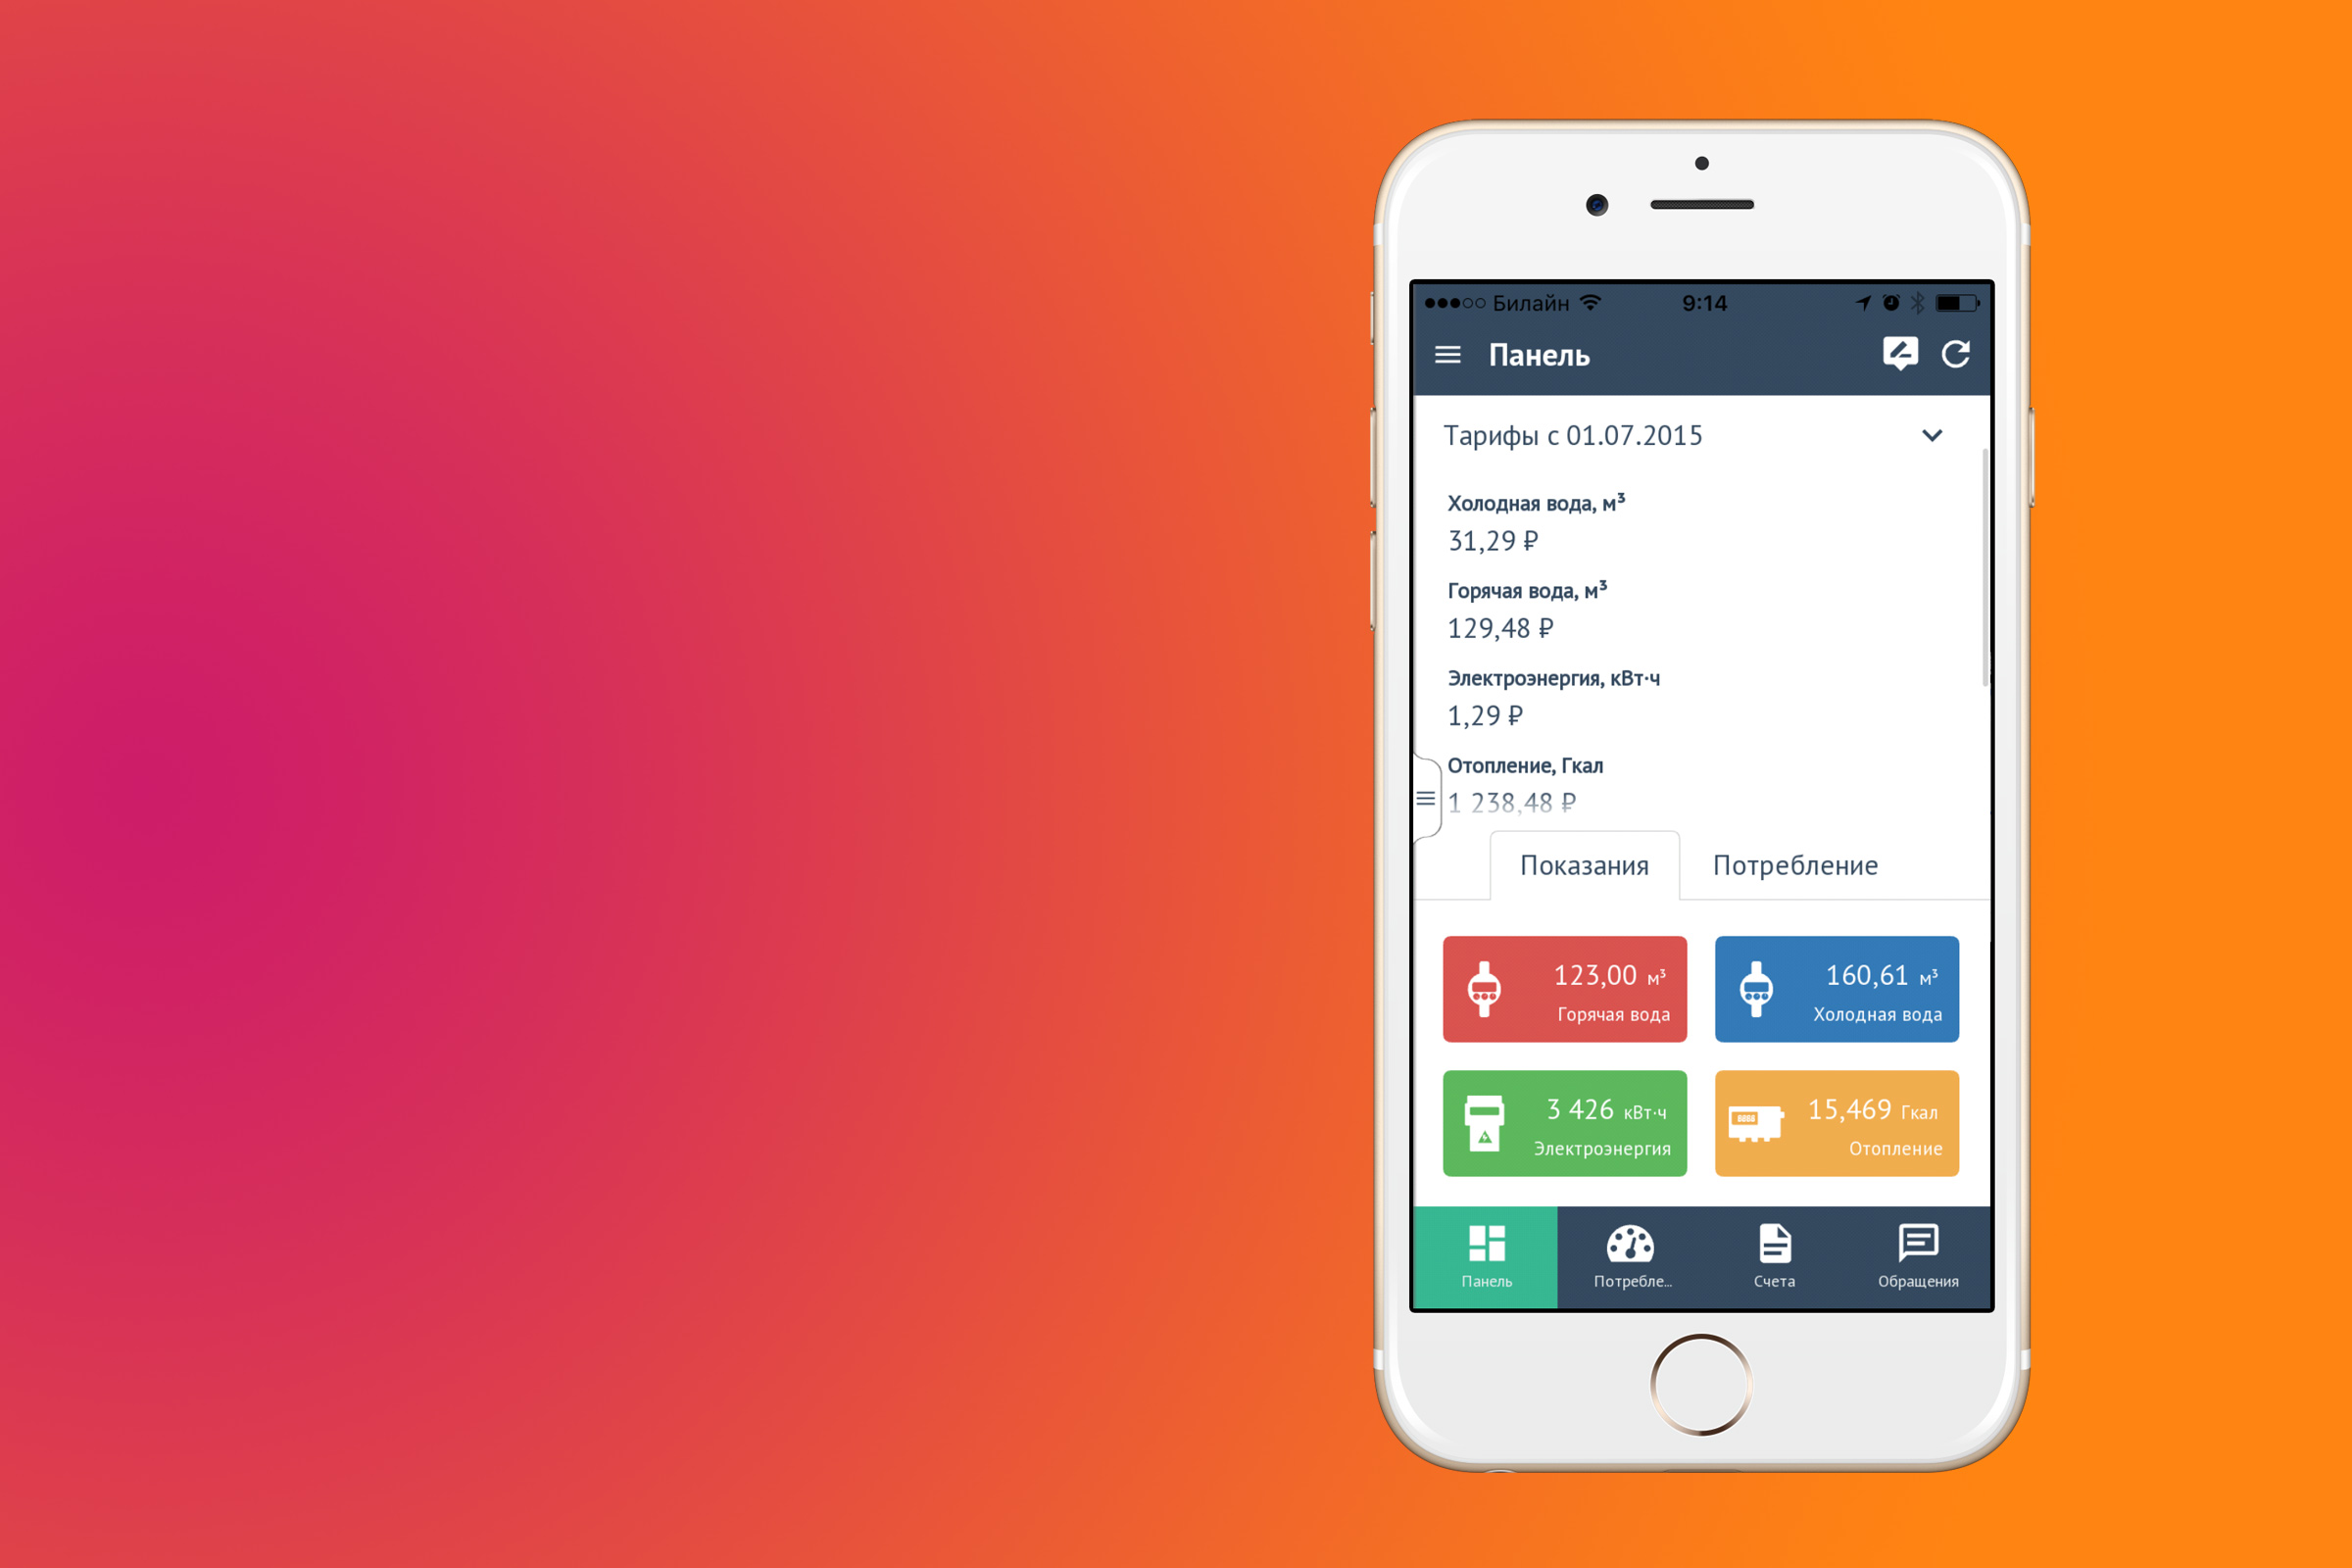 Билайн 9:14
Панель
Тарифы с 01.07.2015
Холодная вода, м³
31,29 ₽
Горячая вода, м³
129,48 ₽
Электроэнергия, кВт·ч
1,29 ₽
Отопление, Гкал
1 238,48 ₽
Показания Потребление
123,00 м³ 160,61 м³
Горячая вода Холодная вода
3 426 кВт·ч 15,469 Гкал
Электроэнергия Отопление
Панель Потребле... Счета Обращения